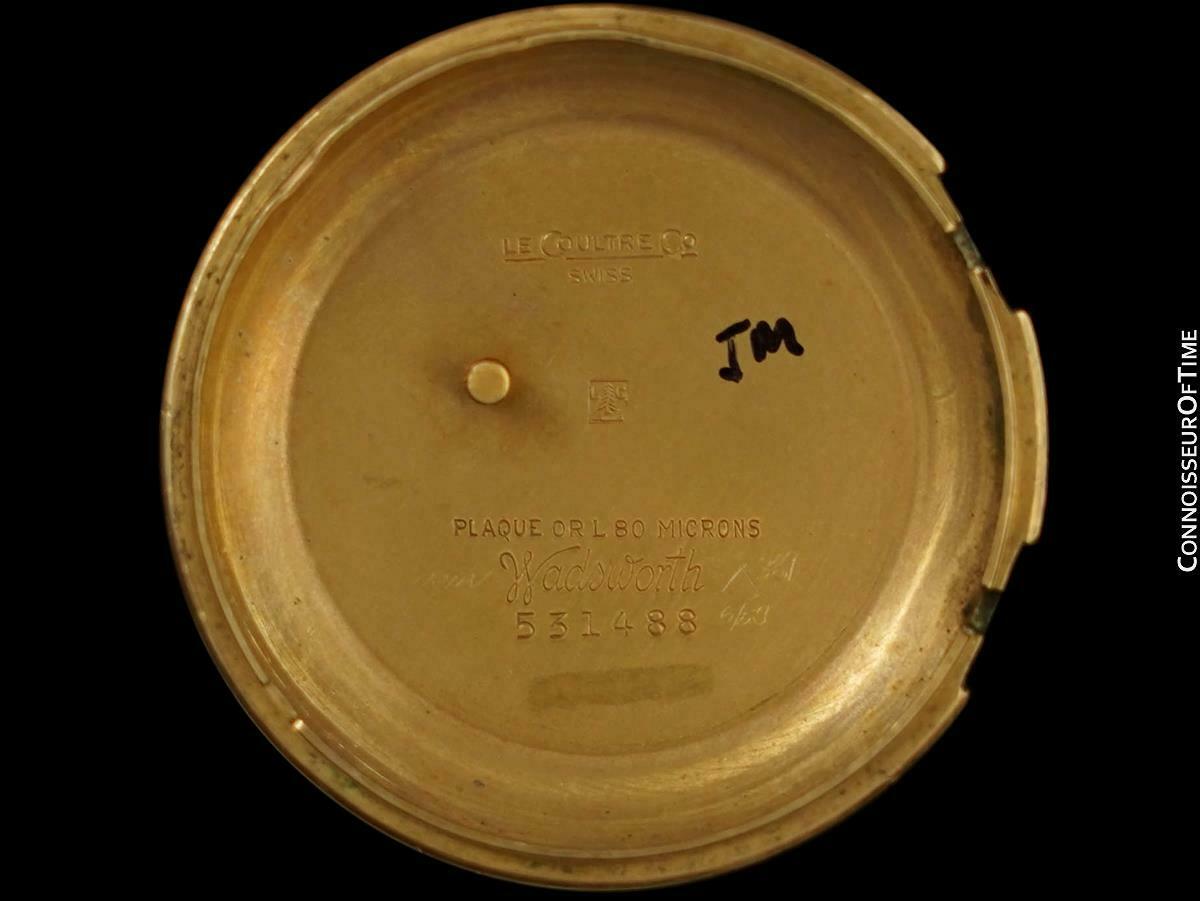 LE COULTRE CO
SWISS
JM
L C
PLAQUE OR L 80 MICRONS
Wadsworth
531488
CONNOISSEUROFTIME